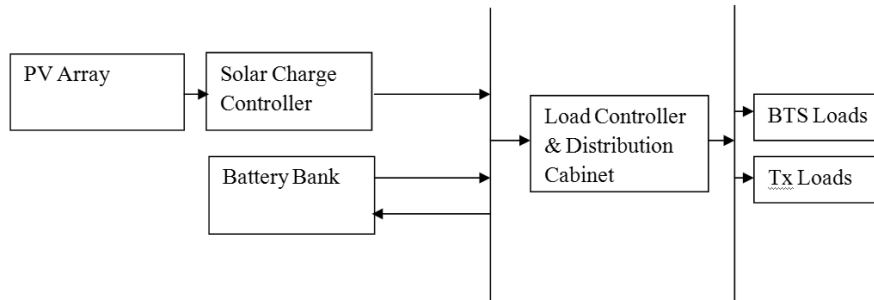 PV Array
Solar Charge
Controller
Battery Bank
Load Controller
& Distribution
Cabinet
BTS Loads
Tx Loads